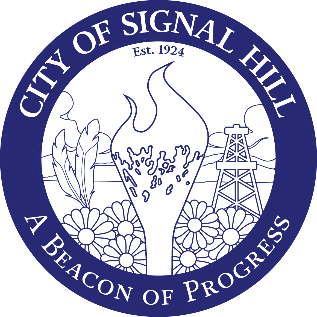 CITY OF SIGNAL HILL
Est. 1924
A BEACON OF PROGRESS